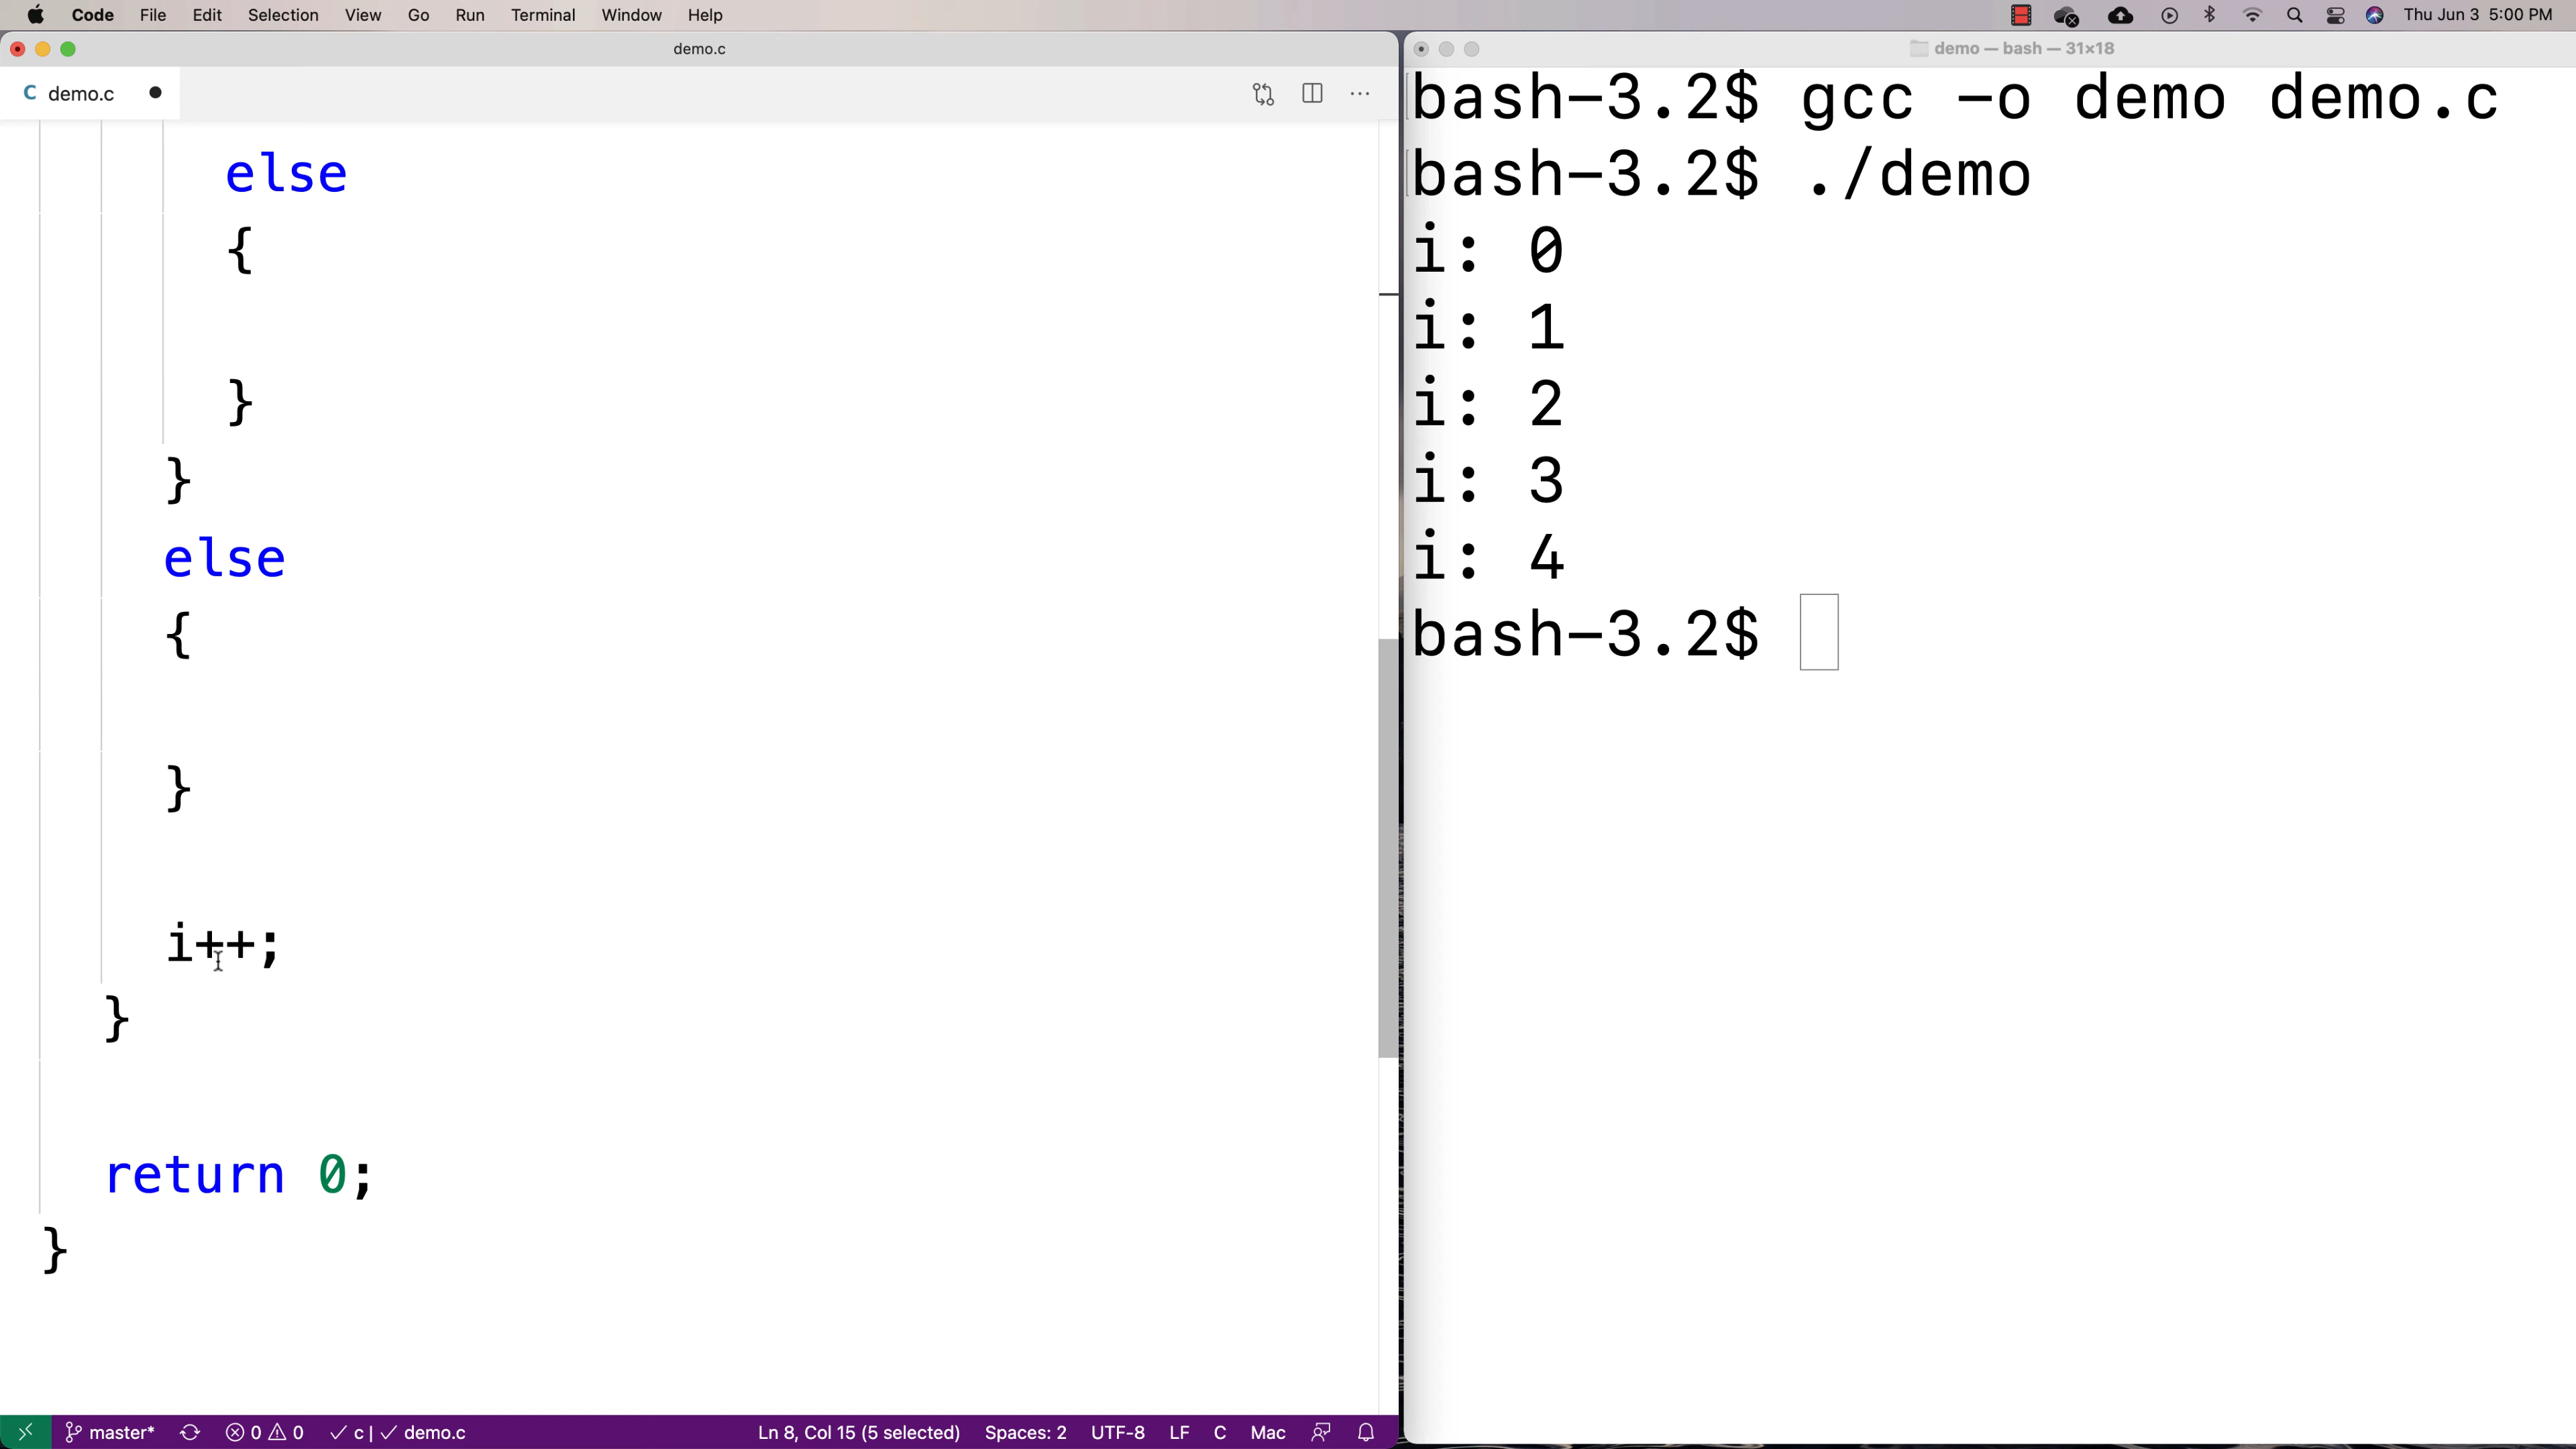 Code File Edit Selection View Go Run Terminal Window Help Thu Jun 3 5:00 PM
demo.c
C demo.c
else
{
}
}
else
{
}
i++;
}
return 0;
}
master* 0 0 c | demo.c Ln 8, Col 15 (5 selected) Spaces: 2 UTF-8 LF C Mac
demo — bash — 31×18
bash-3.2$ gcc -o demo demo.c
bash-3.2$ ./demo
i: 0
i: 1
i: 2
i: 3
i: 4
bash-3.2$